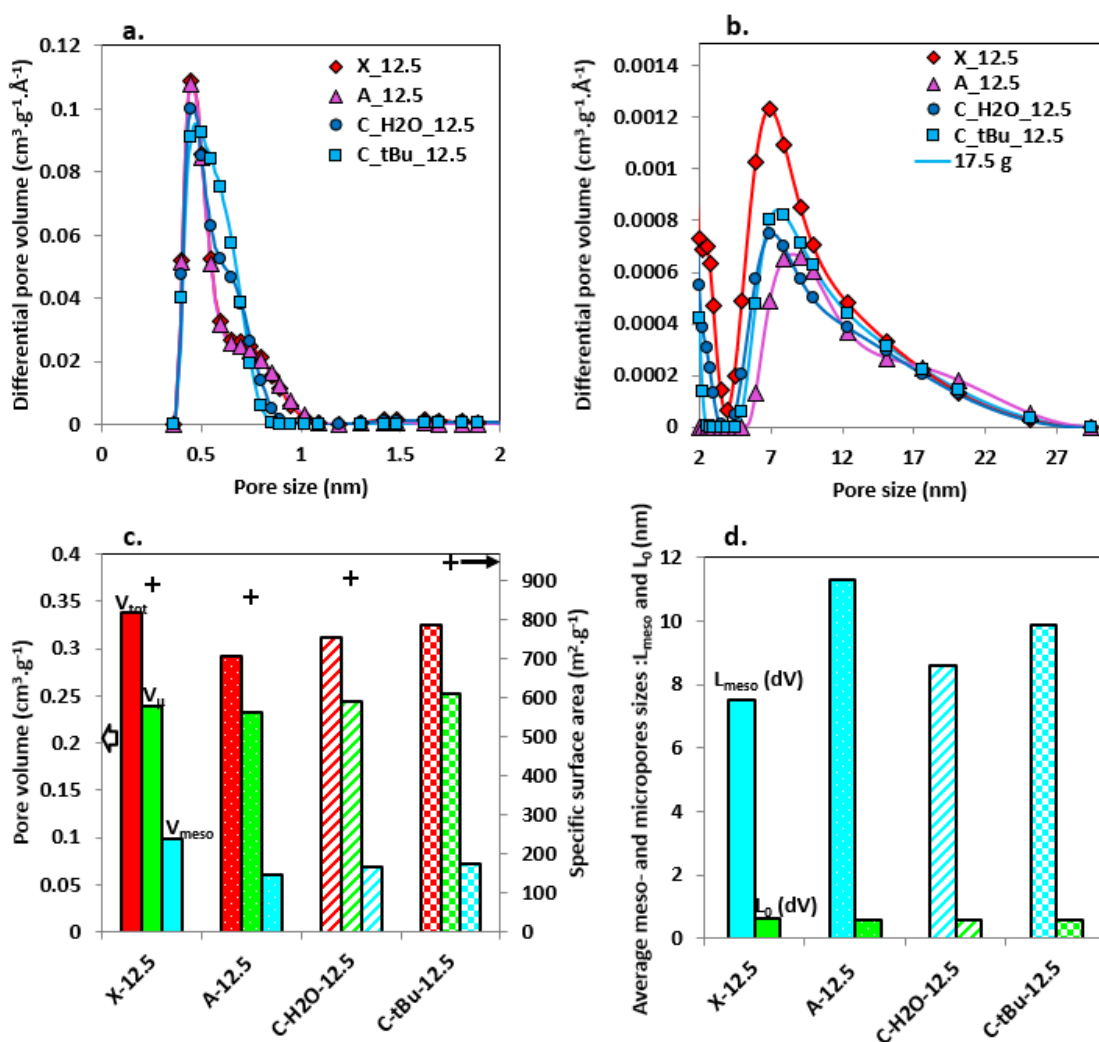 a.
Differential pore volume (cm³.g⁻¹.Å⁻¹)
0.12
0.1
0.08
0.06
0.04
0.02
0
X_12.5
A_12.5
C_H2O_12.5
C_tBu_12.5
0 0.5 1 1.5 2
Pore size (nm)
b.
Differential pore volume (cm³.g⁻¹.Å⁻¹)
0.0014
0.0012
0.001
0.0008
0.0006
0.0004
0.0002
0
X_12.5
A_12.5
C_H2O_12.5
C_tBu_12.5
17.5 g
2 7 12 17 22 27
Pore size (nm)
c.
Pore volume (cm³.g⁻¹)
0.4
0.35
0.3
0.25
0.2
0.15
0.1
0.05
0
Vtot
Vμ
Vmeso
900
800
700
600
500
400
300
200
100
0
Specific surface area (m².g⁻¹)
X-12.5
A-12.5
C-H2O-12.5
C-tBu-12.5
d.
Average meso- and micropores sizes :Lmeso and L0 (nm)
12
10
8
6
4
2
0
Lmeso (dV)
L0 (dV)
X-12.5
A-12.5
C-H2O-12.5
C-tBu-12.5